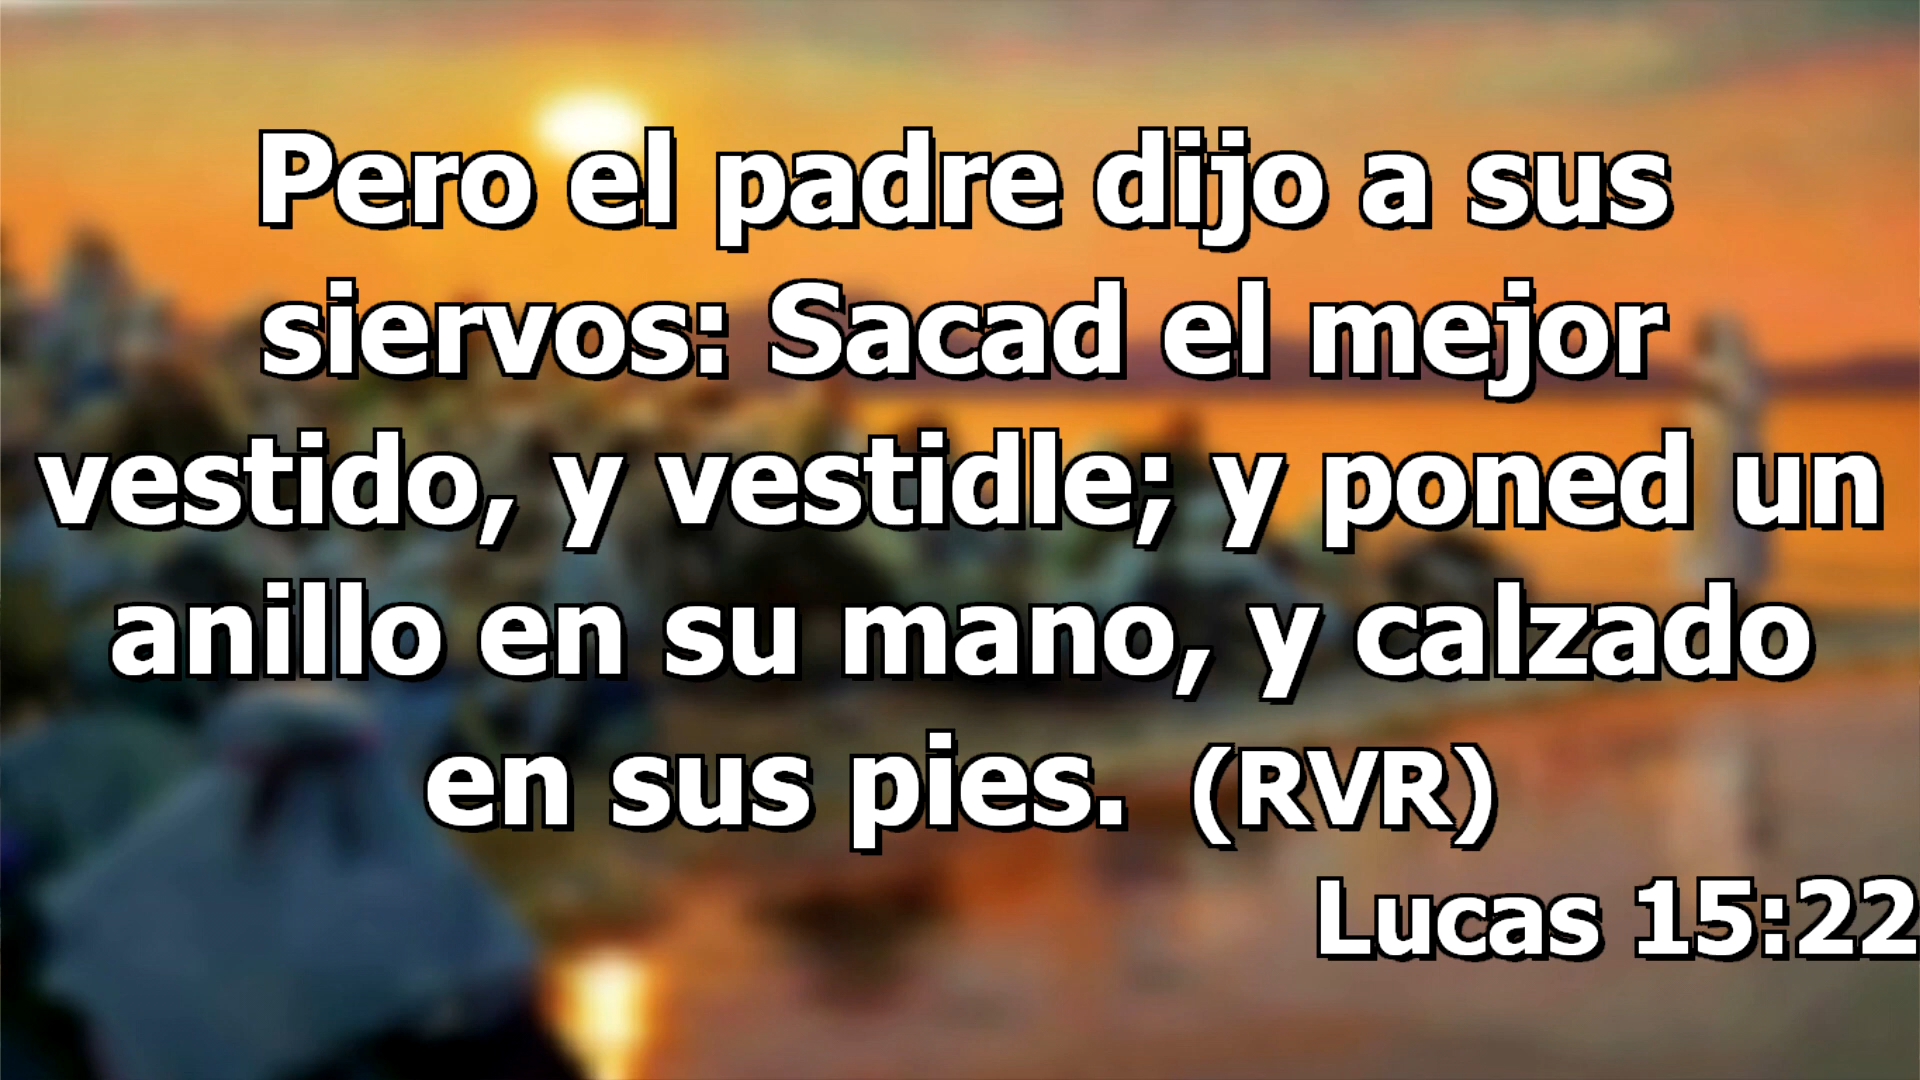 Pero el padre dijo a sus
siervos: Sacad el mejor
vestido, y vestidle; y poned un
anillo en su mano, y calzado
en sus pies. (RVR)
Lucas 15:22